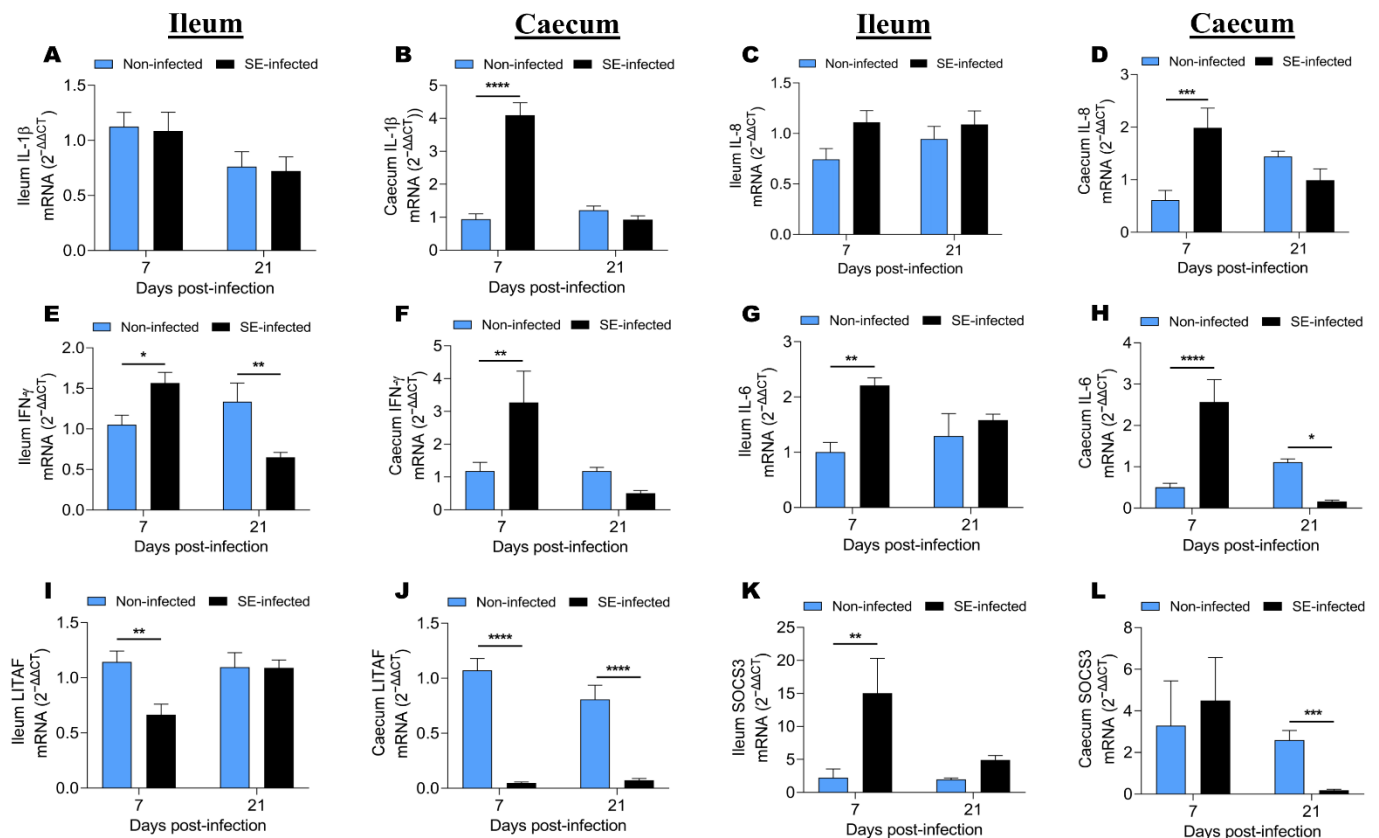 Ileum
Caecum
Ileum
Caecum
A
Non-infected SE-infected
Ileum IL-1β
mRNA (2⁻ΔΔCT)
1.5
1.0
0.5
0.0
7 21
Days post-infection
B
Non-infected SE-infected
Caecum IL-1β
mRNA (2⁻ΔΔCT))
5
4
3
2
1
0
****
7 21
Days post-infection
C
Non-infected SE-infected
Ileum IL-8
mRNA (2⁻ΔΔCT)
1.5
1.0
0.5
0.0
7 21
Days post-infection
D
Non-infected SE-infected
Caecum IL-8
mRNA (2⁻ΔΔCT)
3
2
1
0
***
7 21
Days post-infection
E
Non-infected SE-infected
Ileum IFN-γ
mRNA (2⁻ΔΔCT)
2.0
1.5
1.0
0.5
0.0
*
**
7 21
Days post-infection
F
Non-infected SE-infected
Caecum IFN-γ
mRNA (2⁻ΔΔCT)
5
4
3
2
1
0
**
7 21
Days post-infection
G
Non-infected SE-infected
Ileum IL-6
mRNA (2⁻ΔΔCT)
3
2
1
0
**
7 21
Days post-infection
H
Non-infected SE-infected
Caecum IL-6
mRNA (2⁻ΔΔCT)
4
3
2
1
0
****
*
7 21
Days post-infection
I
Non-infected SE-infected
Ileum LITAF
mRNA (2⁻ΔΔCT)
1.5
1.0
0.5
0.0
**
7 21
Days post-infection
J
Non-infected SE-infected
Caecum LITAF
mRNA (2⁻ΔΔCT)
1.5
1.0
0.5
0.0
****
****
7 21
Days post-infection
K
Non-infected SE-infected
Ileum SOCS3
mRNA (2⁻ΔΔCT)
25
20
15
10
5
0
**
7 21
Days post-infection
L
Non-infected SE-infected
Caecum SOCS3
mRNA (2⁻ΔΔCT)
8
6
4
2
0
***
7 21
Days post-infection